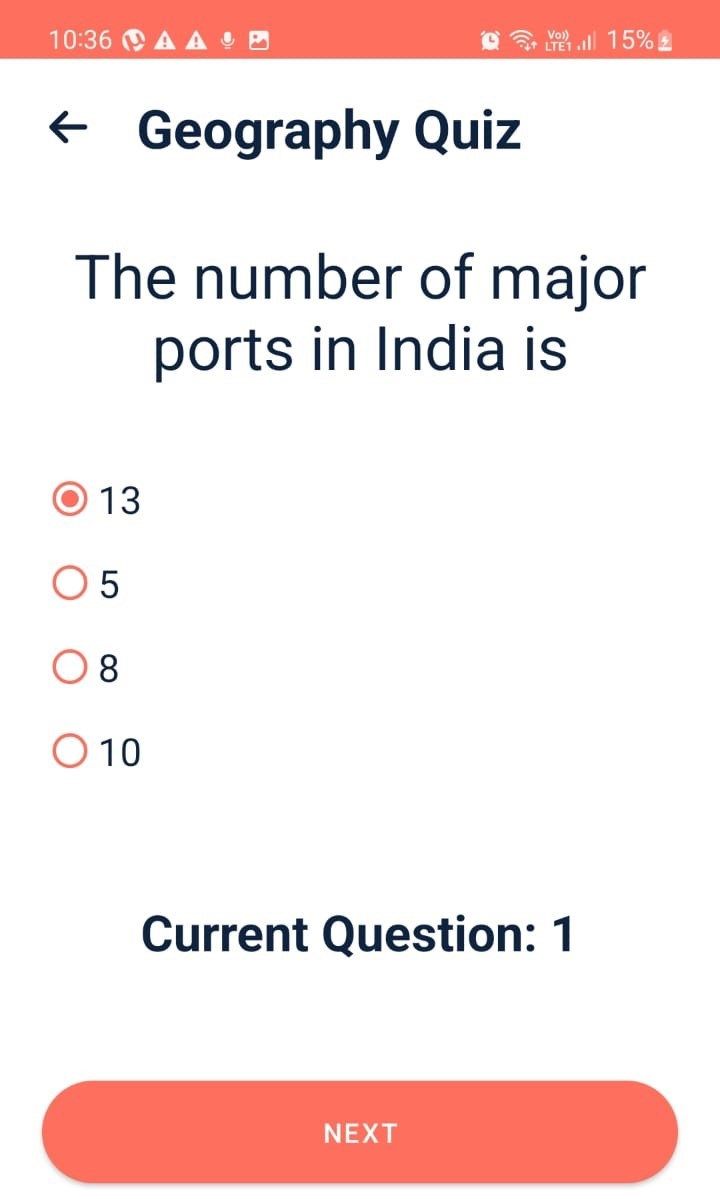 10:36 Vo)) LTE1 15%
Geography Quiz
The number of major
ports in India is
13
5
8
10
Current Question: 1
NEXT